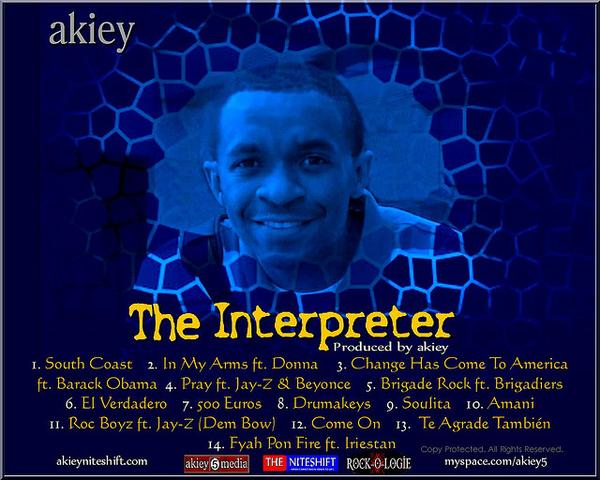 akiey
The Interpreter
Produced by akiey
1. South Coast 2. In My Arms ft. Donna 3. Change Has Come To America
ft. Barack Obama 4. Pray ft. Jay-Z & Beyonce 5. Brigade Rock ft. Brigadiers
6. El Verdadero 7. 500 Euros 8. Drumakeys 9. Soulita 10. Amani
11. Roc Boyz ft. Jay-Z (Dem Bow) 12. Come On 13. Te Agrade También
14. Fyah Pon Fire ft. Iriestan
Copy Protected. All Rights Reserved.
akieyniteshift.com akiey 5 media THE NITESHIFT ROCK-O-LOGIE myspace.com/akiey5